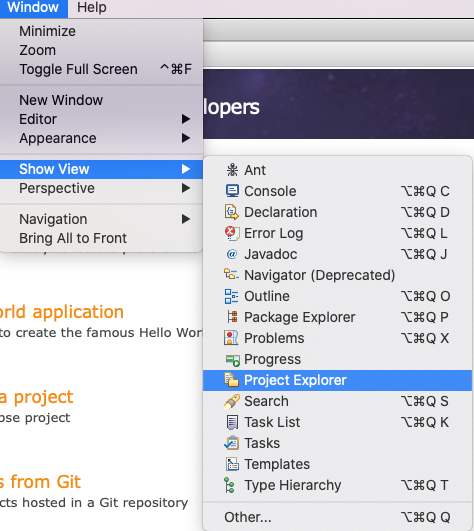 Window Help
Minimize
Zoom
Toggle Full Screen ^⌘F
New Window
Editor
Appearance
Show View
Perspective
Navigation
Bring All to Front
lopers
Ant
Console ⌥⌘Q C
Declaration ⌥⌘Q D
Error Log ⌥⌘Q L
Javadoc ⌥⌘Q J
Navigator (Deprecated)
Outline ⌥⌘Q O
Package Explorer ⌥⌘Q P
Problems ⌥⌘Q X
Progress
Project Explorer
Search ⌥⌘Q S
Task List ⌥⌘Q K
Tasks
Templates
Type Hierarchy ⌥⌘Q T
Other... ⌥⌘Q Q
rld application
to create the famous Hello Wor
a project
pse project
s from Git
cts hosted in a Git repository